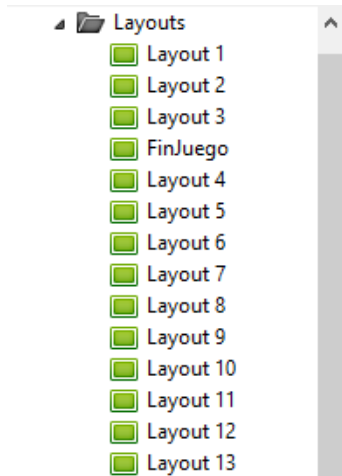 Layouts
Layout 1
Layout 2
Layout 3
FinJuego
Layout 4
Layout 5
Layout 6
Layout 7
Layout 8
Layout 9
Layout 10
Layout 11
Layout 12
Layout 13